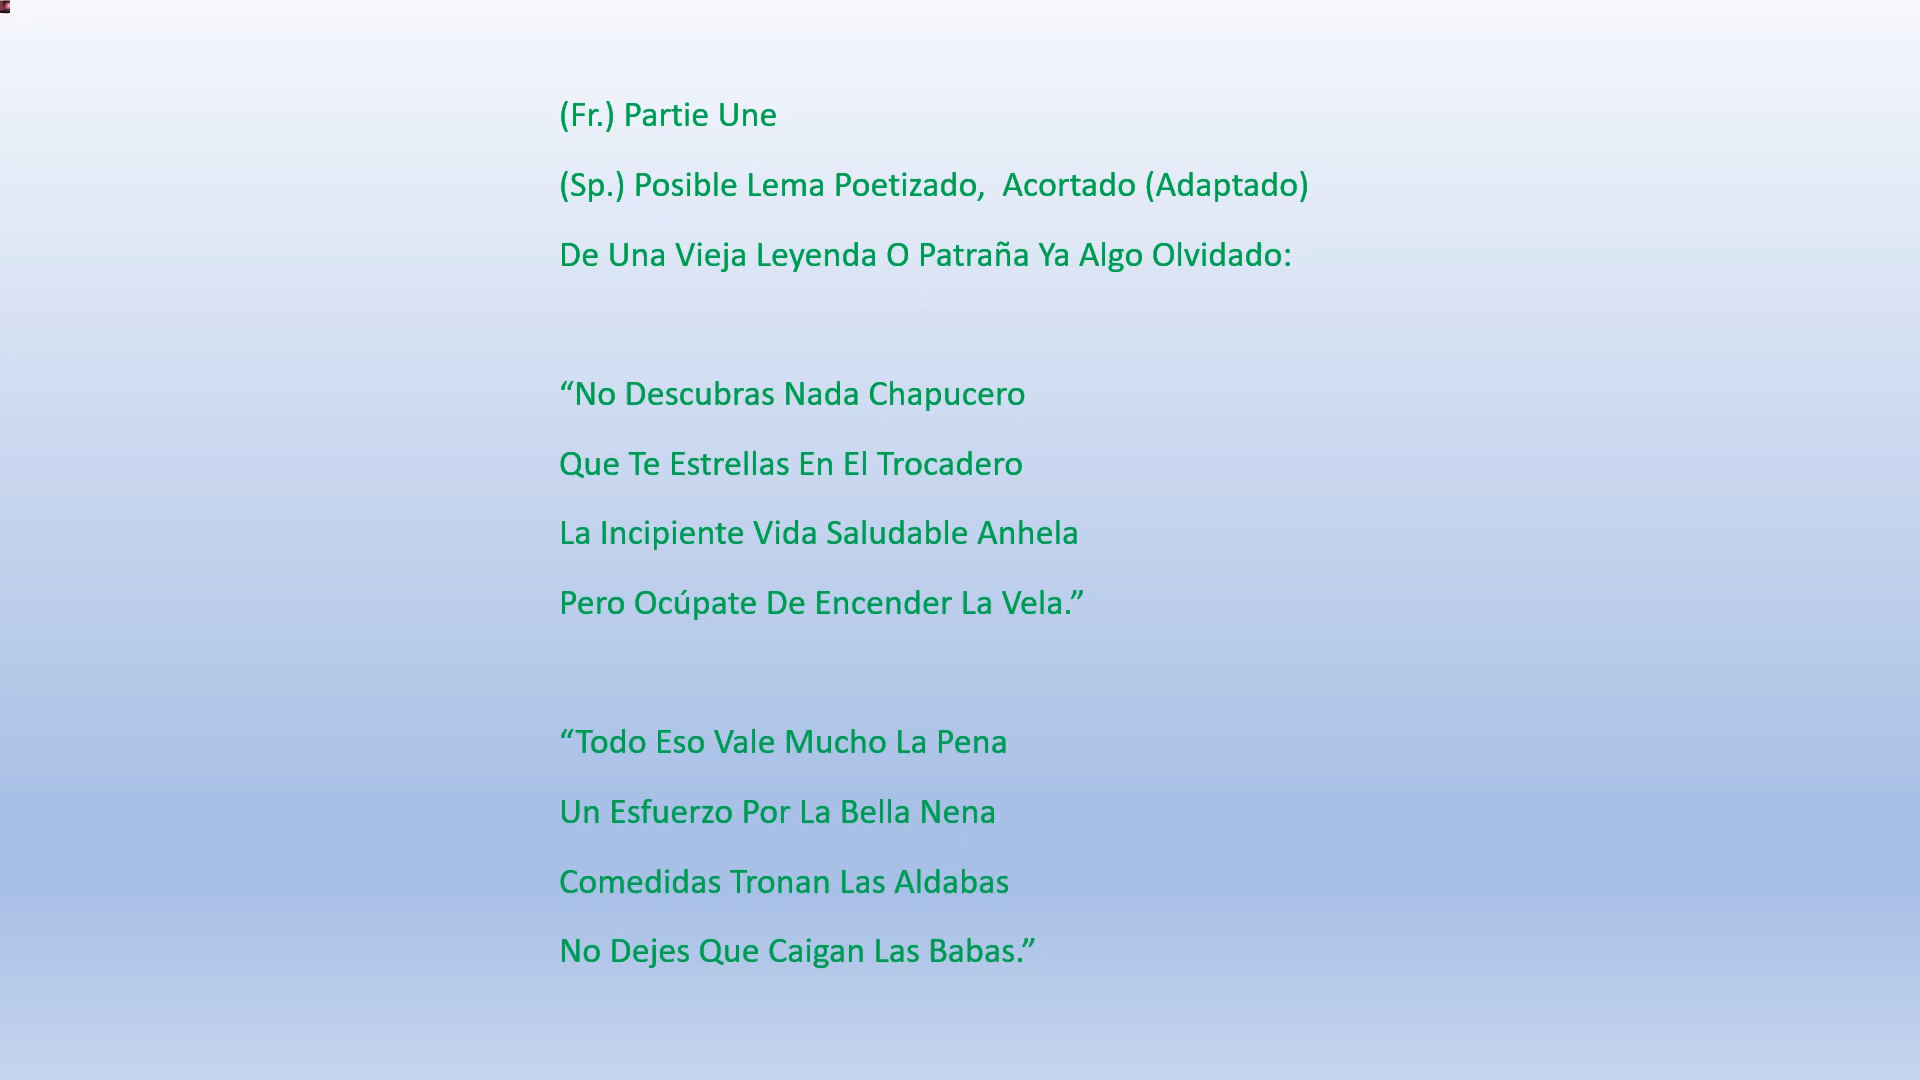 (Fr.) Partie Une
(Sp.) Posible Lema Poetizado,  Acortado (Adaptado)
De Una Vieja Leyenda O Patraña Ya Algo Olvidado:
“No Descubras Nada Chapucero
Que Te Estrellas En El Trocadero
La Incipiente Vida Saludable Anhela
Pero Ocúpate De Encender La Vela.”
“Todo Eso Vale Mucho La Pena
Un Esfuerzo Por La Bella Nena
Comedidas Tronan Las Aldabas
No Dejes Que Caigan Las Babas.”